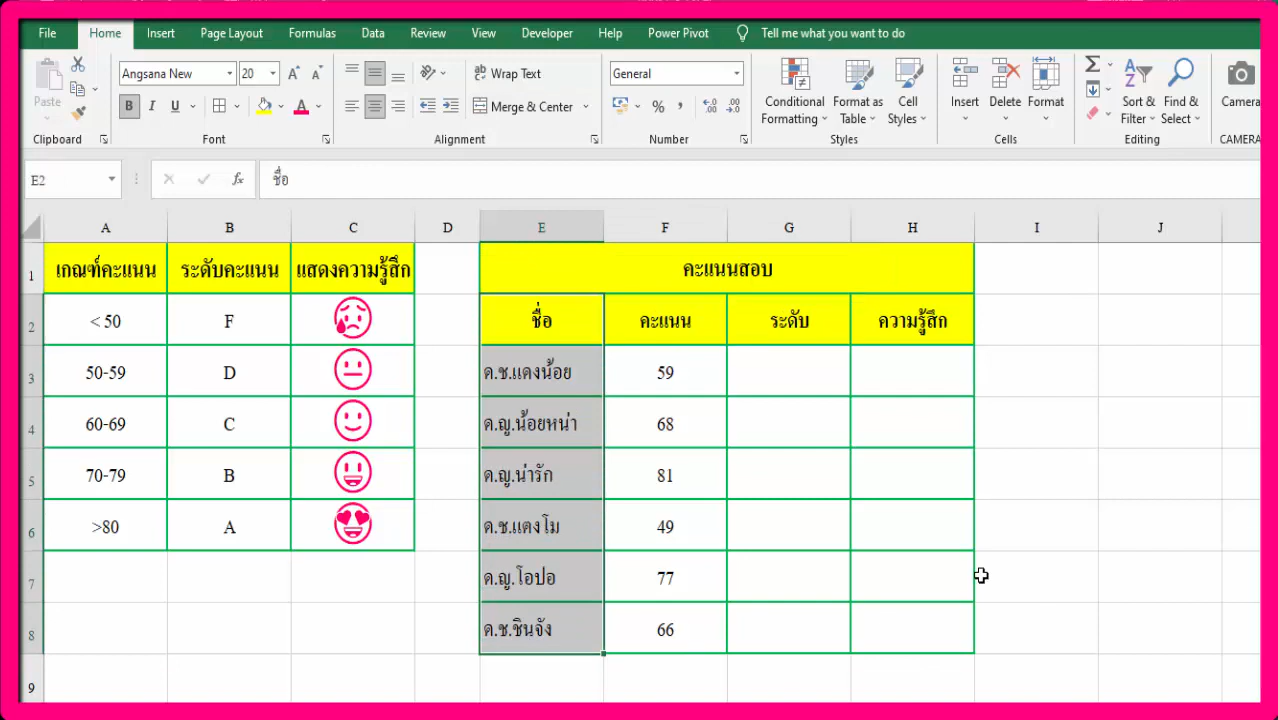 File Home Insert Page Layout Formulas Data Review View Developer Help Power Pivot Tell me what you want to do
Paste
Clipboard
Angsana New 20
B I U A
Font
Wrap Text
Merge & Center
Alignment
General
%
Number
Conditional Formatting
Format as Table
Cell Styles
Styles
Insert Delete Format
Cells
Sort & Filter
Find & Select
Editing
Camera
CAMERA
E2 fx ชื่อ
A B C D E F G H I J
1 เกณฑ์คะแนน ระดับคะแนน แสดงความรู้สึก คะแนนสอบ
2 < 50 F ชื่อ คะแนน ระดับ ความรู้สึก
3 50-59 D ด.ช.แดงน้อย 59
4 60-69 C ด.ญ.น้อยหน่า 68
5 70-79 B ด.ญ.น่ารัก 81
6 >80 A ด.ช.แตงโม 49
7 ด.ญ.โอปอ 77
8 ด.ช.ชินจัง 66
9